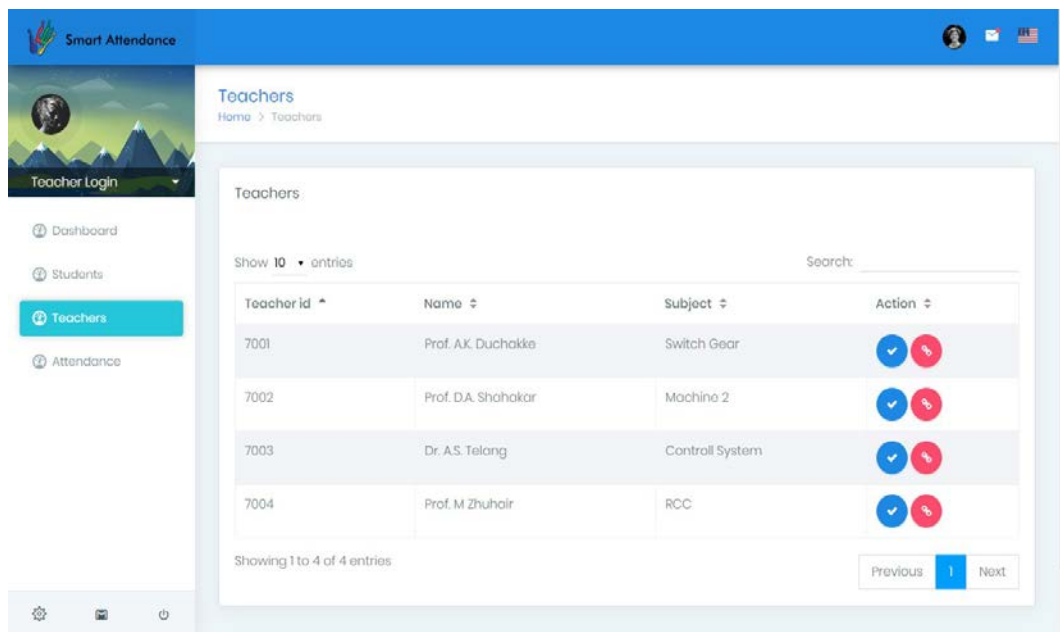 Smart Attendance
Teachers
Home > Teachers
Teacher Login
Dashboard
Students
Teachers
Attendance
Teachers
Show 10 entries
Search:
Teacher id Name Subject Action
7001 Prof. A.K. Duchakke Switch Gear
7002 Prof. D.A. Shahakar Machine 2
7003 Dr. A.S. Telang Controll System
7004 Prof. M Zhuhair RCC
Showing 1 to 4 of 4 entries
Previous 1 Next